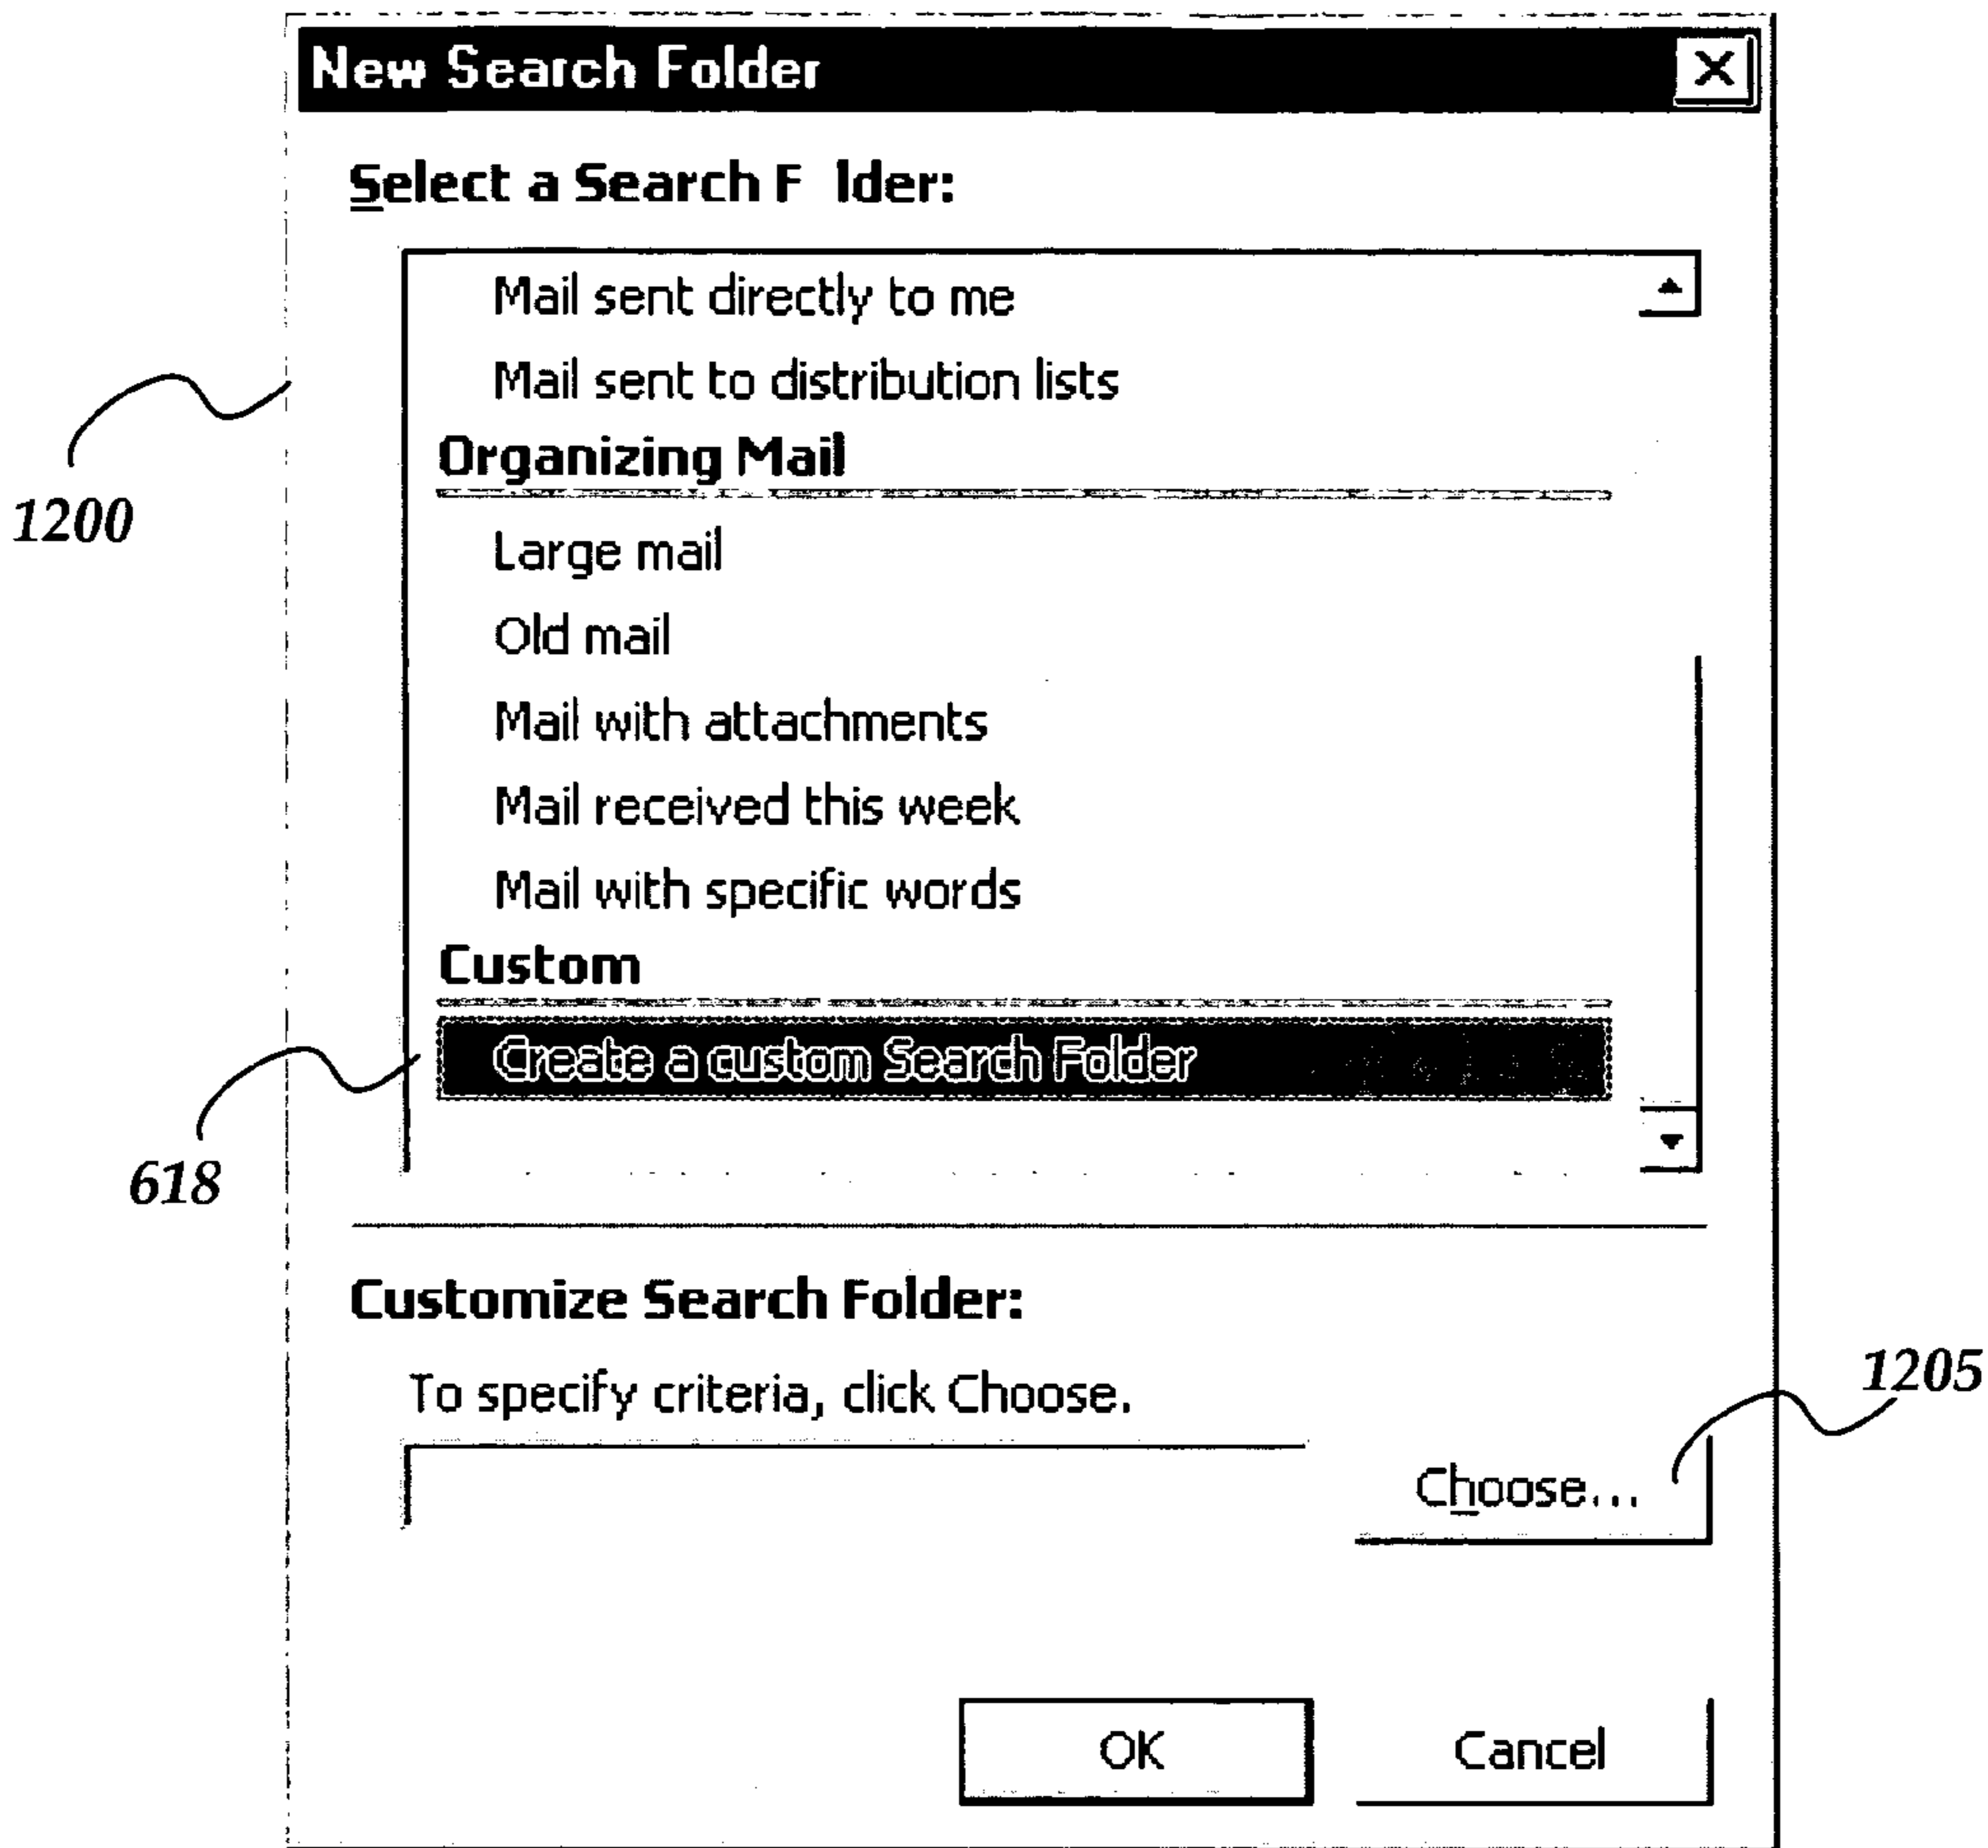 New Search Folder
Select a Search F lder:
Mail sent directly to me
Mail sent to distribution lists
Organizing Mail
1200
Large mail
Old mail
Mail with attachments
Mail received this week
Mail with specific words
Custom
Create a custom Search Folder
618
Customize Search Folder:
To specify criteria, click Choose.
1205
Choose...
OK
Cancel